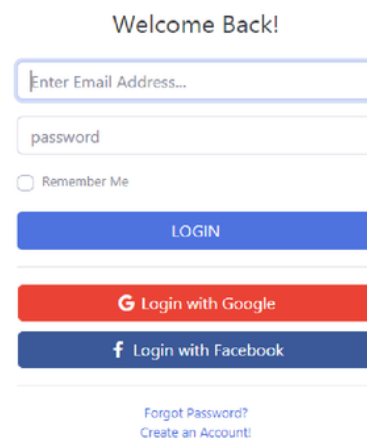 Welcome Back!
Enter Email Address...
password
Remember Me
LOGIN
Login with Google
Login with Facebook
Forgot Password?
Create an Account!